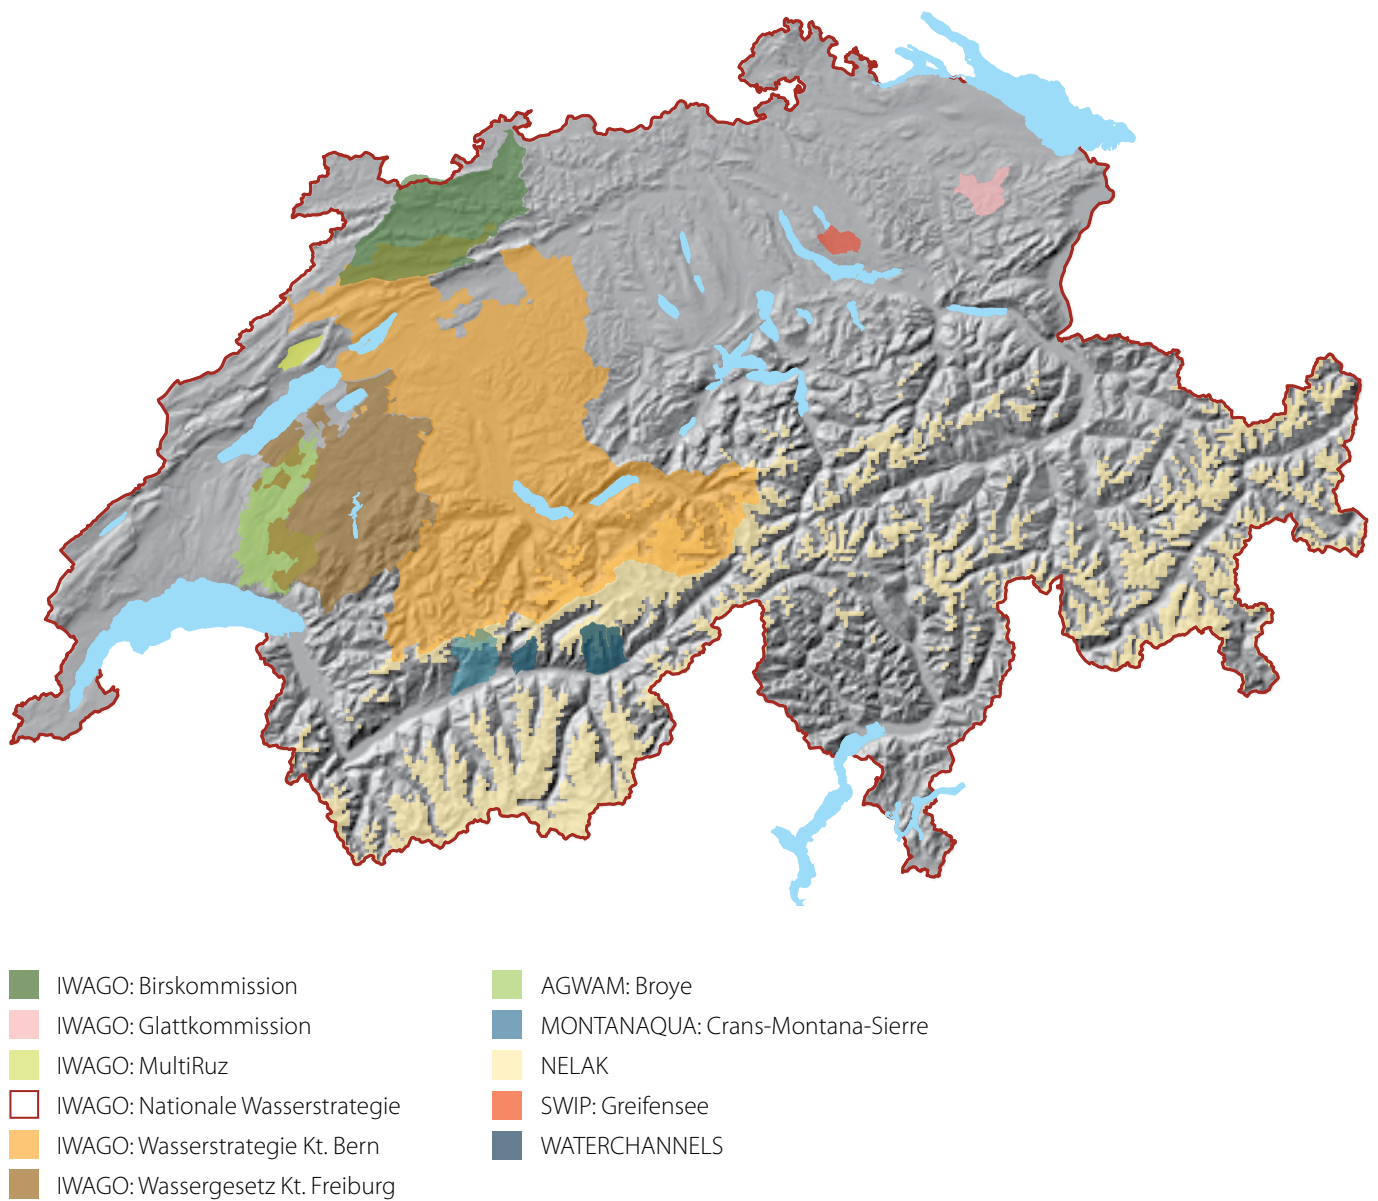 IWAGO: Birskommission
IWAGO: Glattkommission
IWAGO: MultiRuz
IWAGO: Nationale Wasserstrategie
IWAGO: Wasserstrategie Kt. Bern
IWAGO: Wassergesetz Kt. Freiburg
AGWAM: Broye
MONTANAQUA: Crans-Montana-Sierre
NELAK
SWIP: Greifensee
WATERCHANNELS